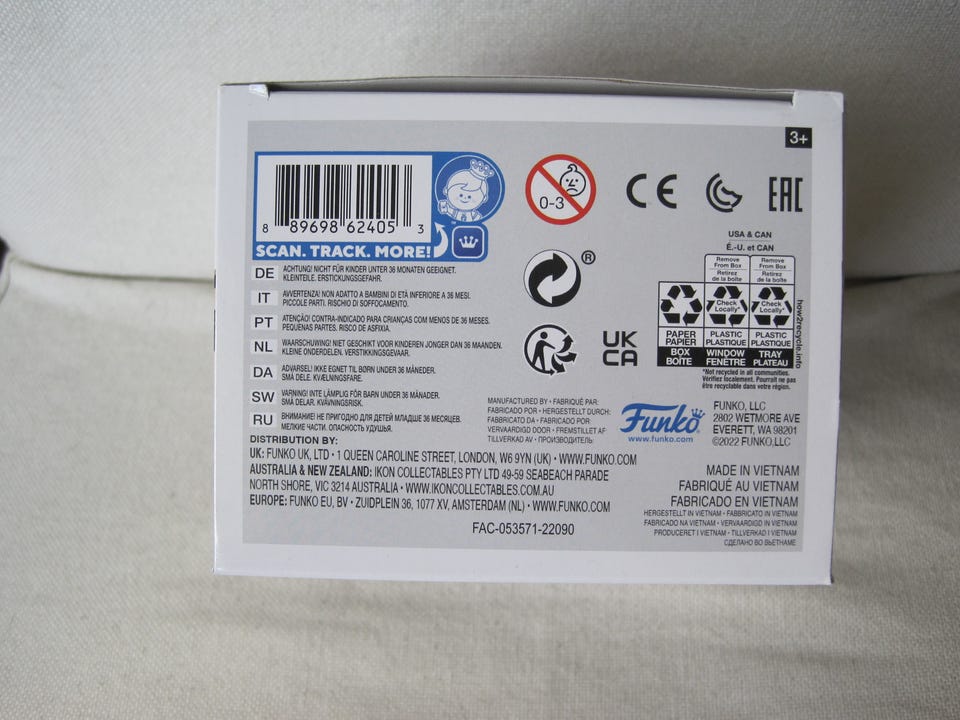 3+
8 89698 62405 3
SCAN. TRACK. MORE!
0-3
CE
EAC
USA & CAN
É.-U. et CAN
Remove From Box
Retirez de la boîte
Remove From Box
Retirez de la boîte
Check Locally*
Check Locally*
PAPER
PAPIER
BOX
BOÎTE
PLASTIC
PLASTIQUE
WINDOW
FENÊTRE
PLASTIC
PLASTIQUE
TRAY
PLATEAU
how2recycle.info
*Not recycled in all communities.
Vérifiez localement. Pourrait ne pas
être recyclable dans votre région.
®
UK
CA
DE ACHTUNG! NICHT FÜR KINDER UNTER 36 MONATEN GEEIGNET.
KLEINTEILE. ERSTICKUNGSGEFAHR.
IT AVVERTENZA! NON ADATTO A BAMBINI DI ETÀ INFERIORE A 36 MESI.
PICCOLE PARTI. RISCHIO DI SOFFOCAMENTO.
PT ATENCÃO! CONTRA-INDICADO PARA CRIANÇAS COM MENOS DE 36 MESES.
PEQUENAS PARTES. RISCO DE ASFIXIA.
NL WAARSCHUWING! NIET GESCHIKT VOOR KINDEREN JONGER DAN 36 MAANDEN.
KLEINE ONDERDELEN. VERSTIKKINGSGEVAAR.
DA ADVARSEL! IKKE EGNET TIL BØRN UNDER 36 MÅNEDER.
SMÅ DELE. KVÆLNINGSFARE.
SW VARNING! INTE LÄMPLIG FÖR BARN UNDER 36 MÅNADER.
SMÅ DELAR. KVÄVNINGSRISK.
RU ВНИМАНИЕ! НЕ ПРИГОДНО ДЛЯ ДЕТЕЙ МЛАДШЕ 36 МЕСЯЦЕВ.
МЕЛКИЕ ЧАСТИ. ОПАСНОСТЬ УДУШЬЯ.
MANUFACTURED BY • FABRIQUÉ PAR:
FABRICADO POR • HERGESTELLT DURCH:
FABBRICATO DA • FABRICADO POR:
VERVAARDIGD DOOR • FREMSTILLET AF
TILLVERKAD AV • ПРОИЗВОДИТЕЛЬ:
Funko
www.funko.com
FUNKO, LLC
2802 WETMORE AVE
EVERETT, WA 98201
©2022 FUNKO,LLC
DISTRIBUTION BY:
UK: FUNKO UK, LTD • 1 QUEEN CAROLINE STREET, LONDON, W6 9YN (UK) • WWW.FUNKO.COM
AUSTRALIA & NEW ZEALAND: IKON COLLECTABLES PTY LTD 49-59 SEABEACH PARADE
NORTH SHORE, VIC 3214 AUSTRALIA • WWW.IKONCOLLECTABLES.COM.AU
EUROPE: FUNKO EU, BV • ZUIDPLEIN 36, 1077 XV, AMSTERDAM (NL) • WWW.FUNKO.COM
FAC-053571-22090
MADE IN VIETNAM
FABRIQUÉ AU VIETNAM
FABRICADO EN VIETNAM
HERGESTELLT IN VIETNAM • FABBRICATO IN VIETNAM
FABRICADO NA VIETNAM • VERVAARDIGD IN VIETNAM
PRODUCERET I VIETNAM • TILLVERKAD I VIETNAM
СДЕЛАНО ВО ВЬЕТНАМЕ